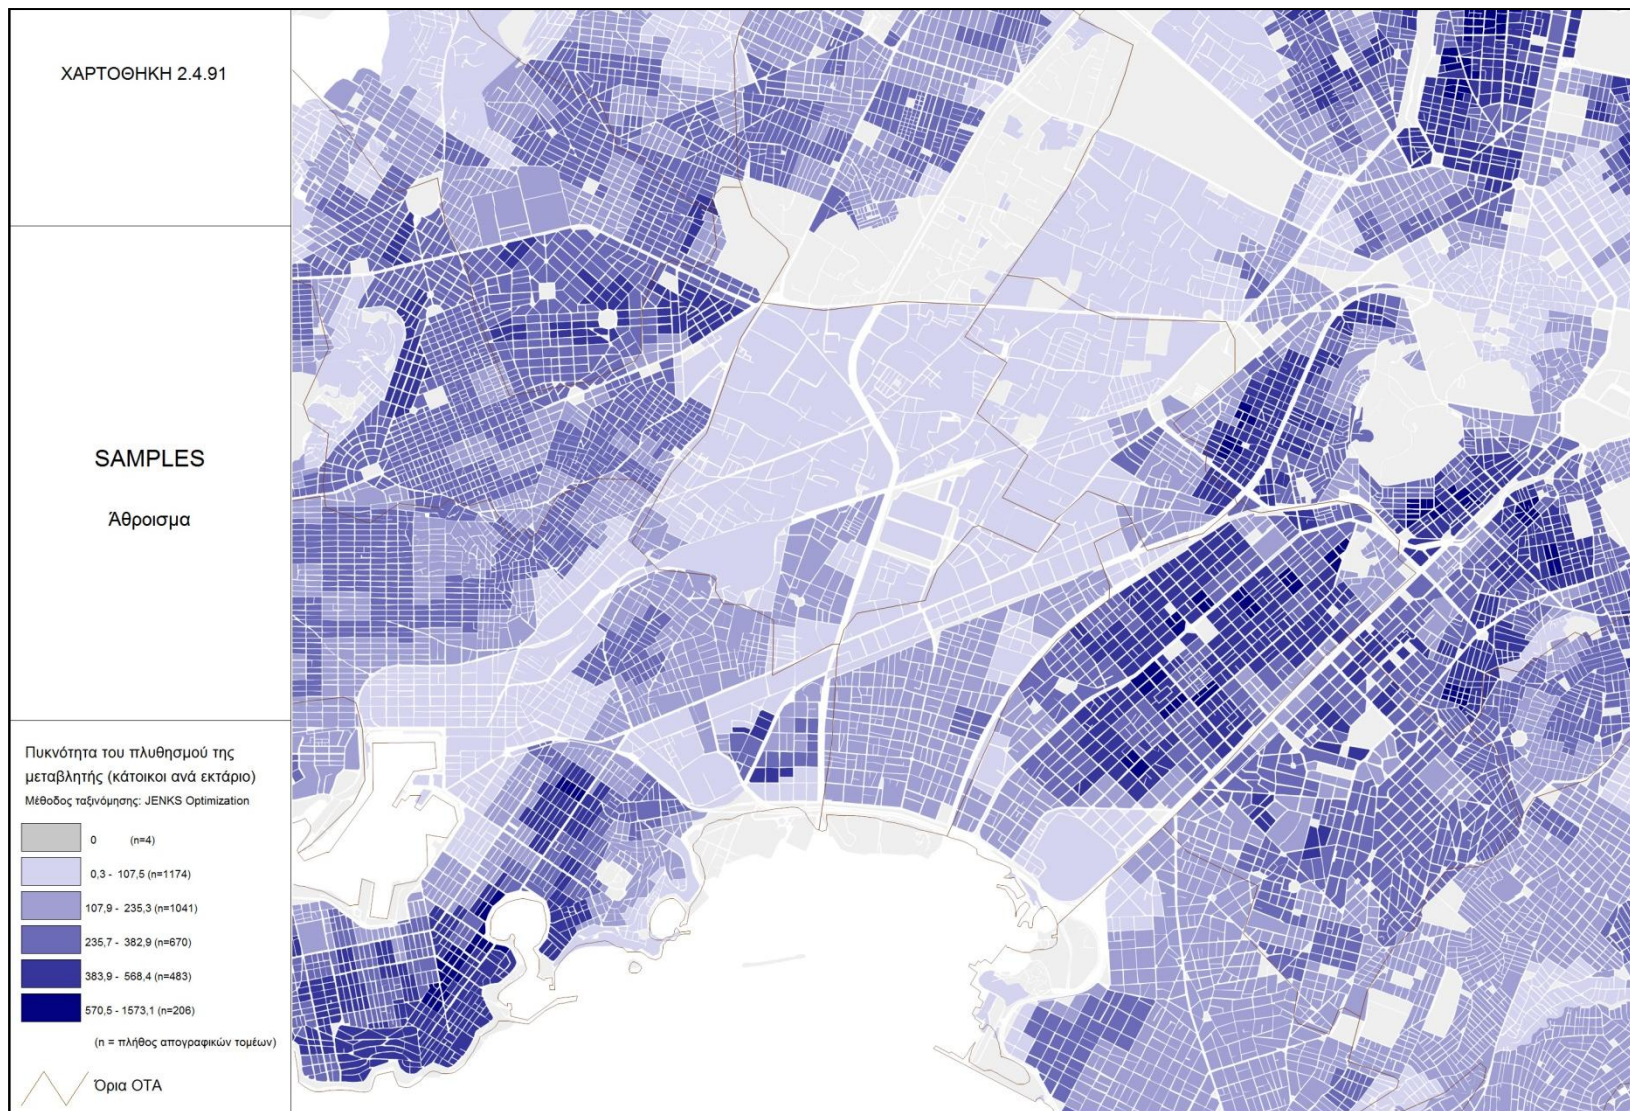 ΧΑΡΤΟΘΗΚΗ 2.4.91
SAMPLES
Άθροισμα
Πυκνότητα του πλυθησμού της
μεταβλητής (κάτοικοι ανά εκτάριο)
Μέθοδος ταξινόμησης: JENKS Optimization
0 (n=4)
0,3 - 107,5 (n=1174)
107,9 - 235,3 (n=1041)
235,7 - 382,9 (n=670)
383,9 - 568,4 (n=483)
570,5 - 1573,1 (n=206)
(n = πλήθος απογραφικών τομέων)
Όρια ΟΤΑ